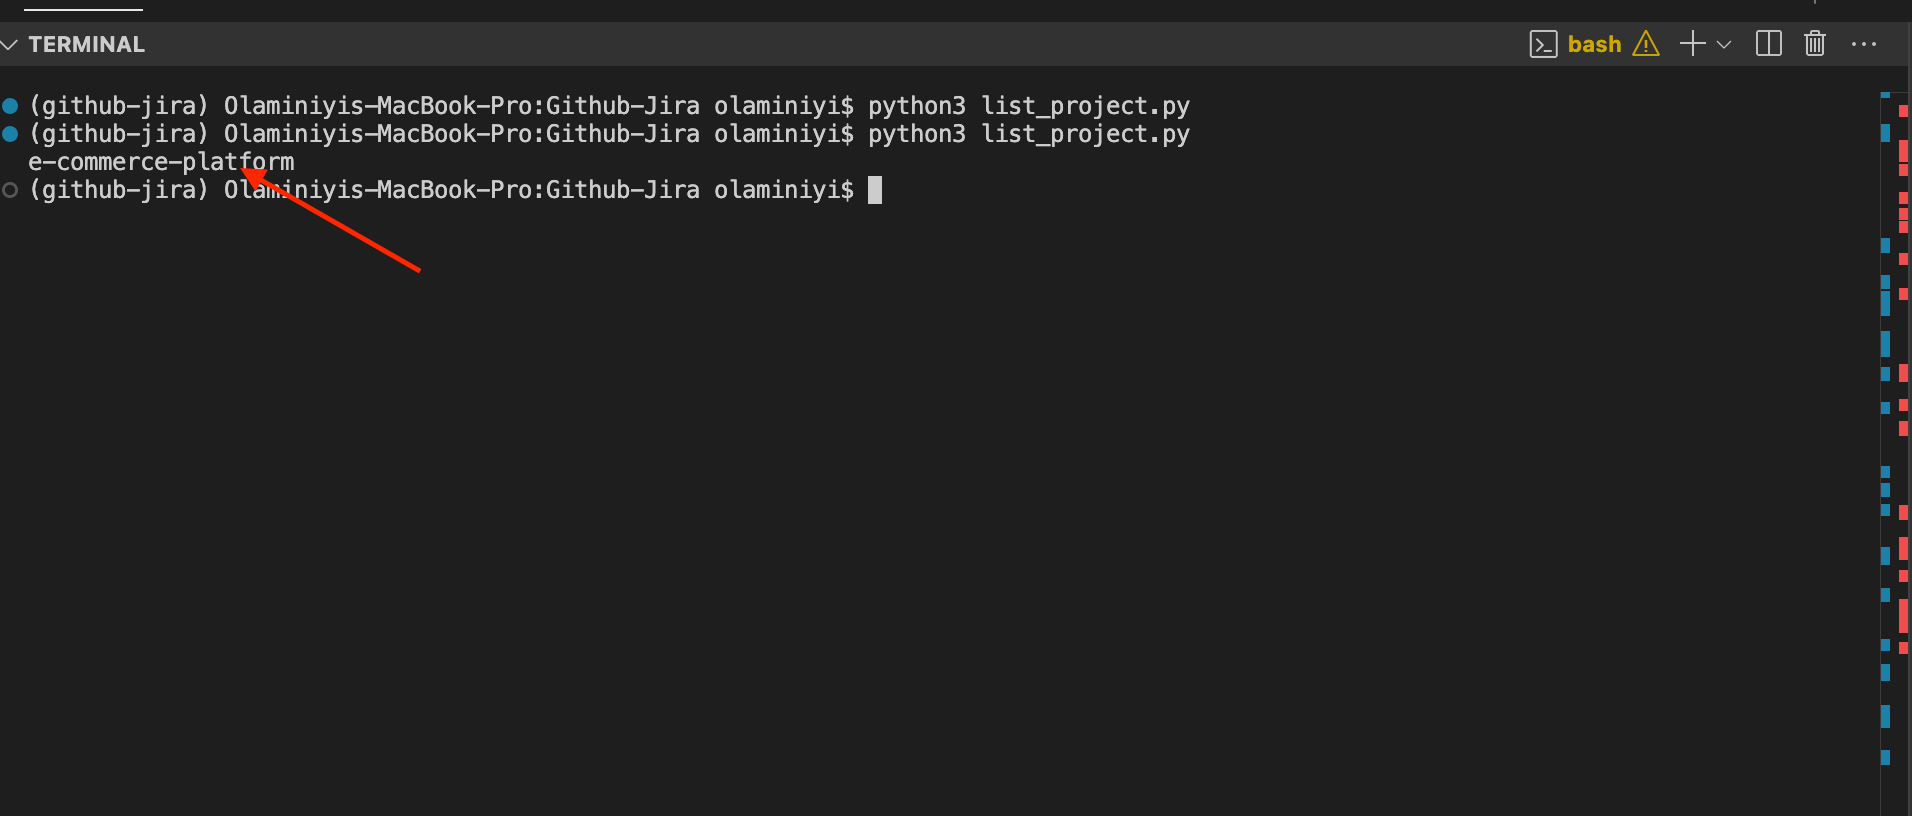 TERMINAL
bash
(github-jira) Olaminiyis-MacBook-Pro:Github-Jira olaminiyi$ python3 list_project.py
(github-jira) Olaminiyis-MacBook-Pro:Github-Jira olaminiyi$ python3 list_project.py
e-commerce-platform
(github-jira) Olaminiyis-MacBook-Pro:Github-Jira olaminiyi$